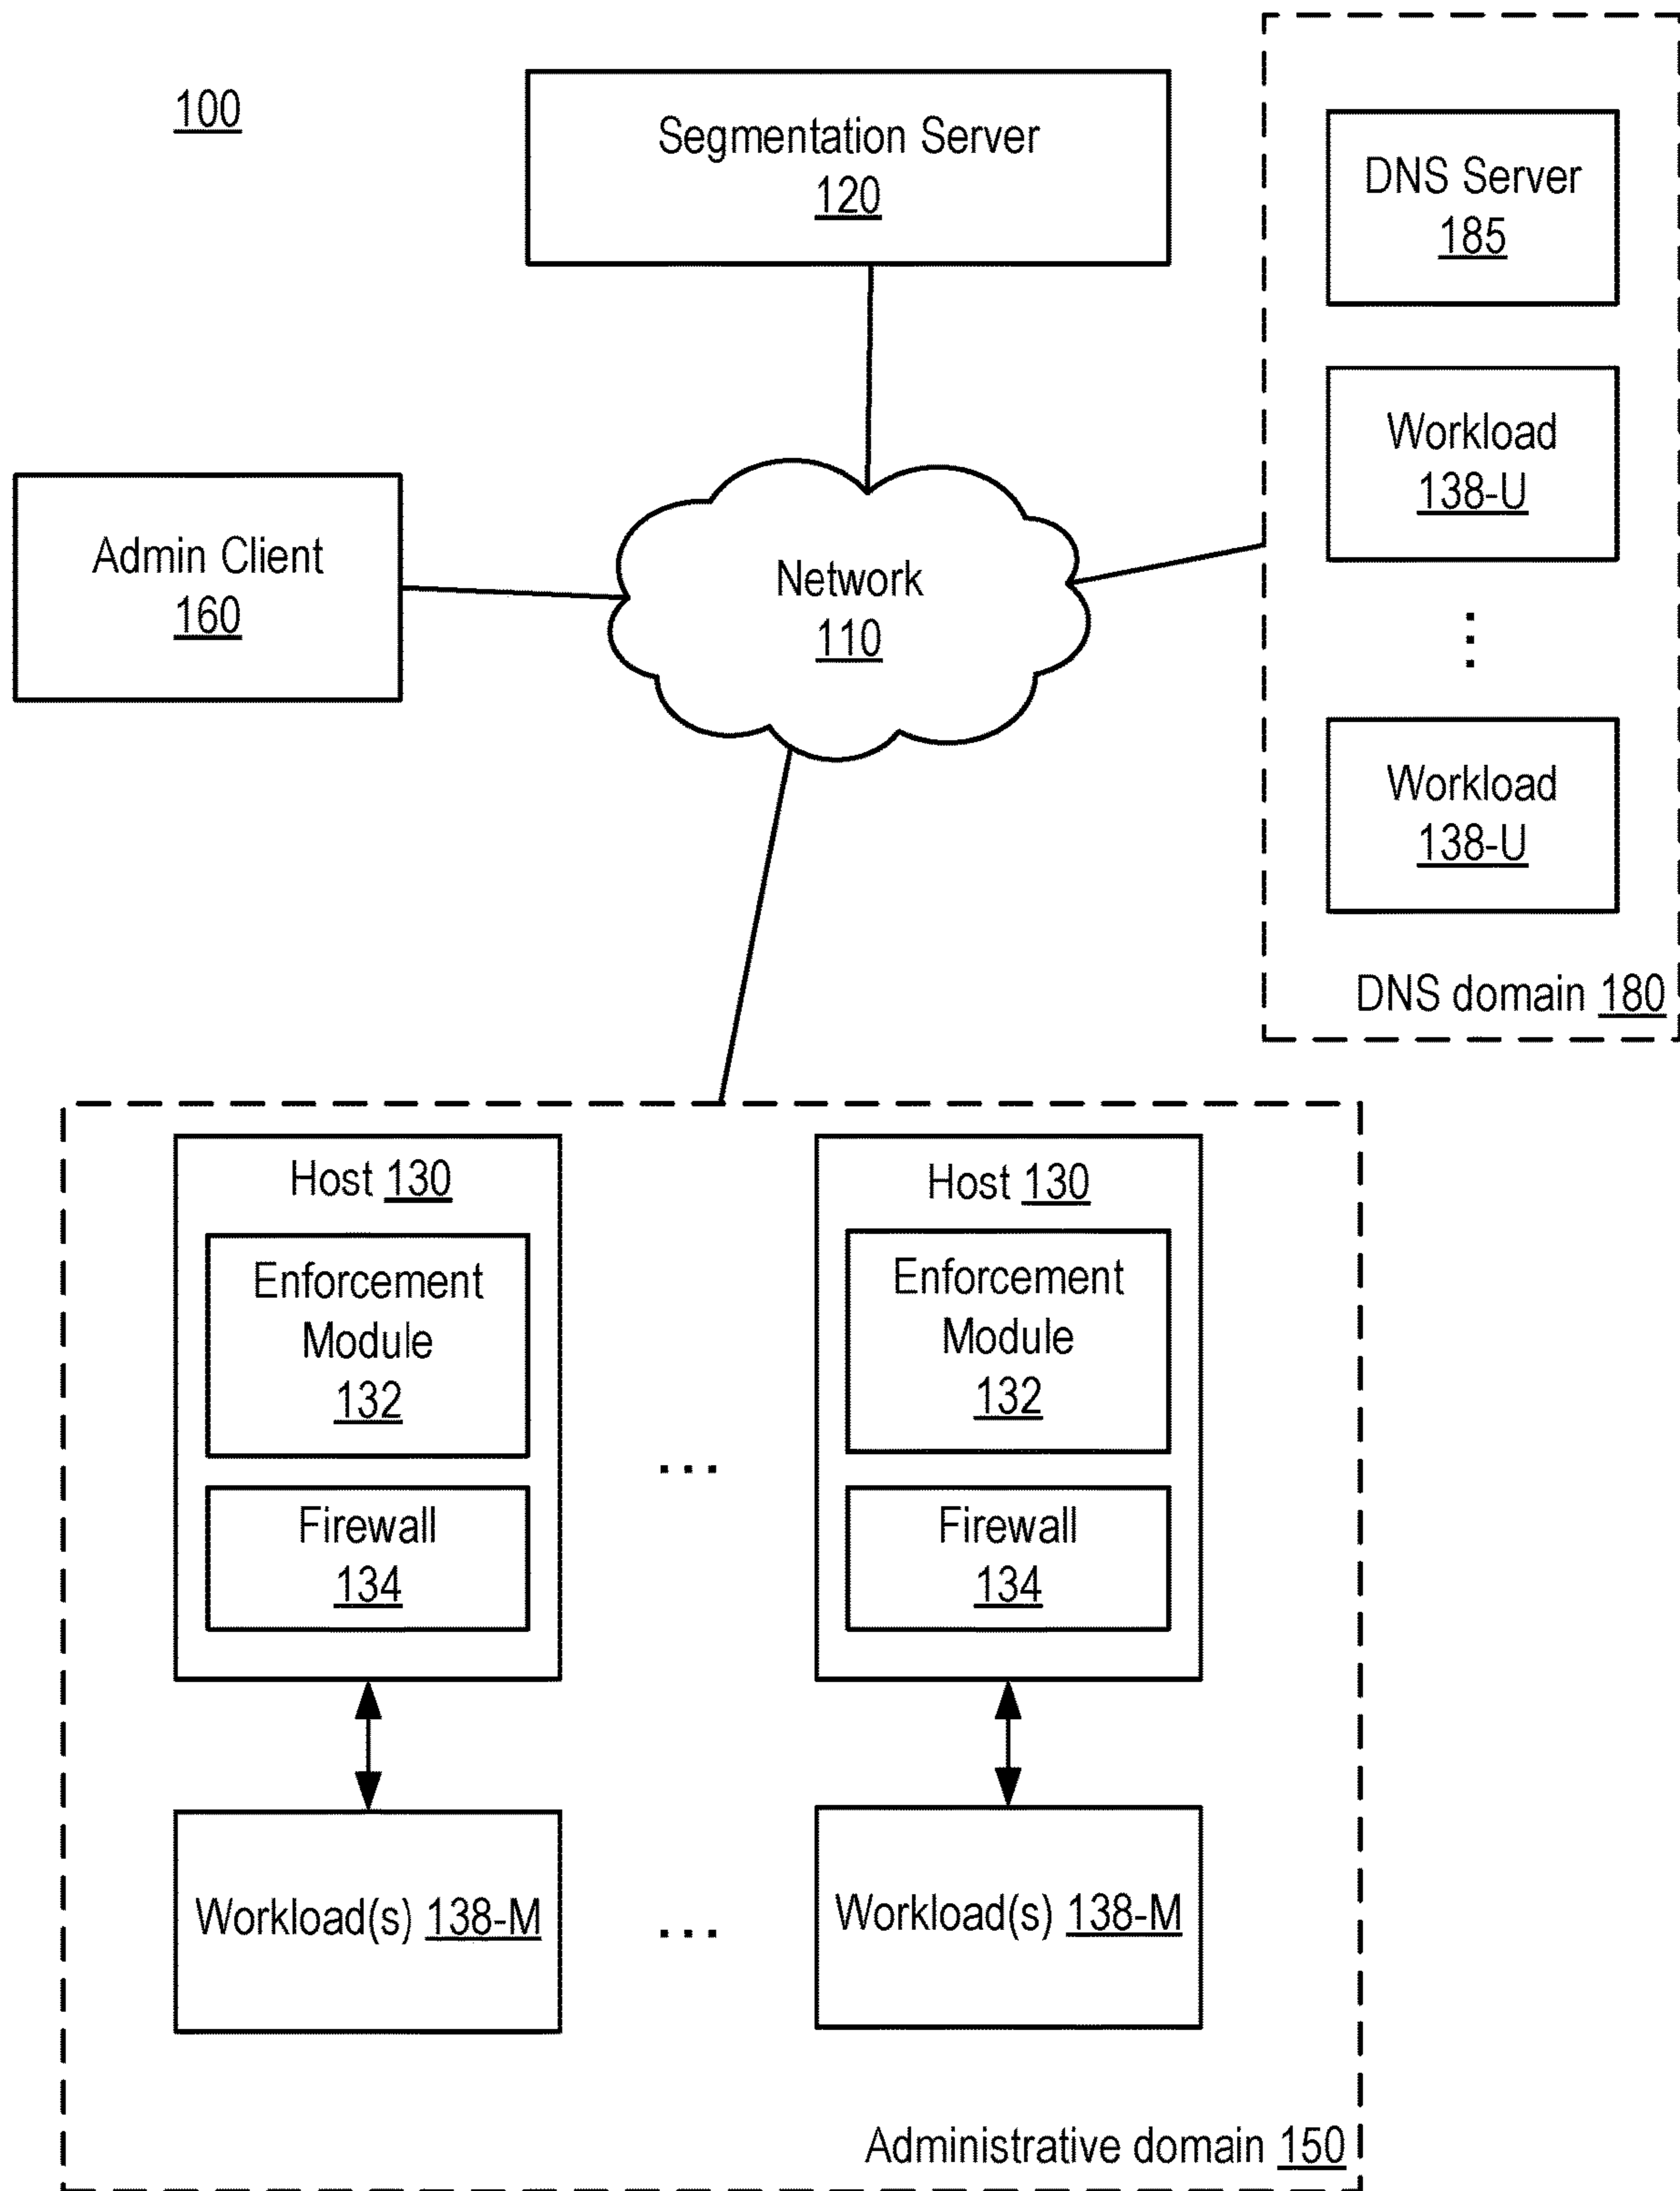 100
Segmentation Server
120
DNS Server
185
Workload
138-U
Admin Client
160
Network
110
⋮
Workload
138-U
DNS domain 180
Host 130
Enforcement
Module
132
Firewall
134
...
Host 130
Enforcement
Module
132
Firewall
134
Workload(s) 138-M
...
Workload(s) 138-M
Administrative domain 150